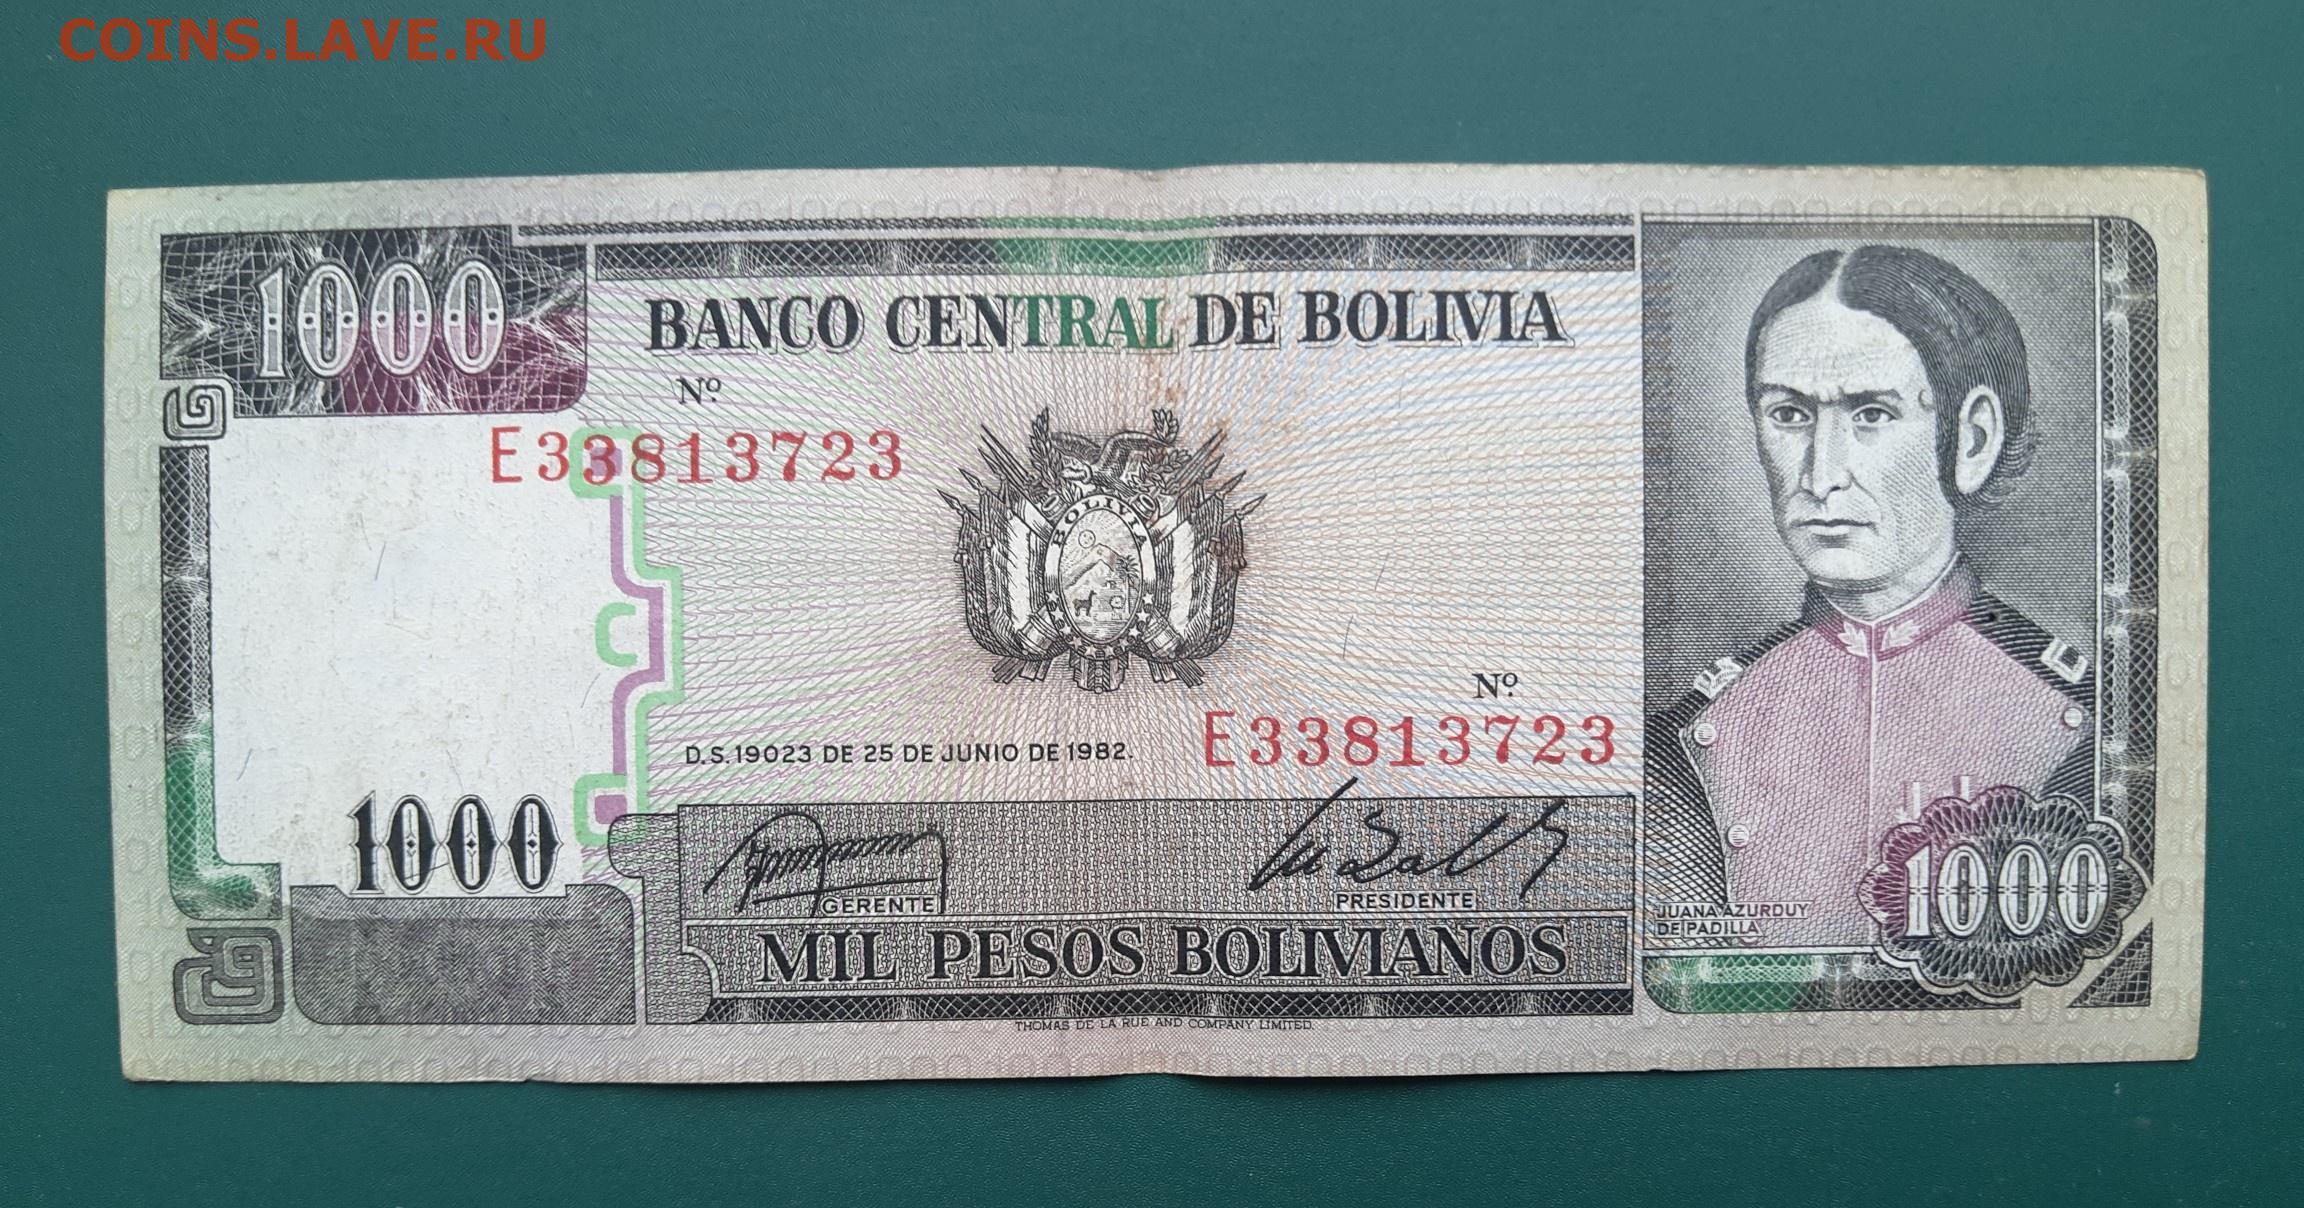 COINS.LAVE.RU
1000
BANCO CENTRAL DE BOLIVIA
Nº
E33813723
BOLIVIA
Nº
E33813723
D.S. 19023 DE 25 DE JUNIO DE 1982.
1000
GERENTE
PRESIDENTE
JUANA AZURDUY
DE PADILLA
1000
MIL PESOS BOLIVIANOS
THOMAS DE LA RUE AND COMPANY LIMITED.